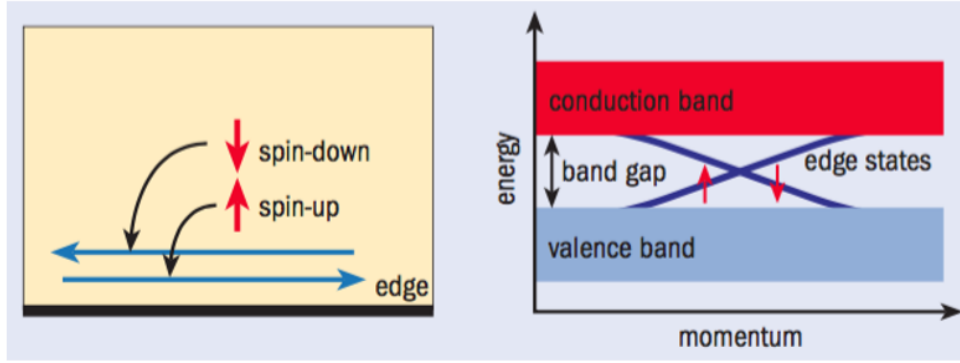 spin-down
spin-up
edge
conduction band
band gap
edge states
valence band
energy
momentum